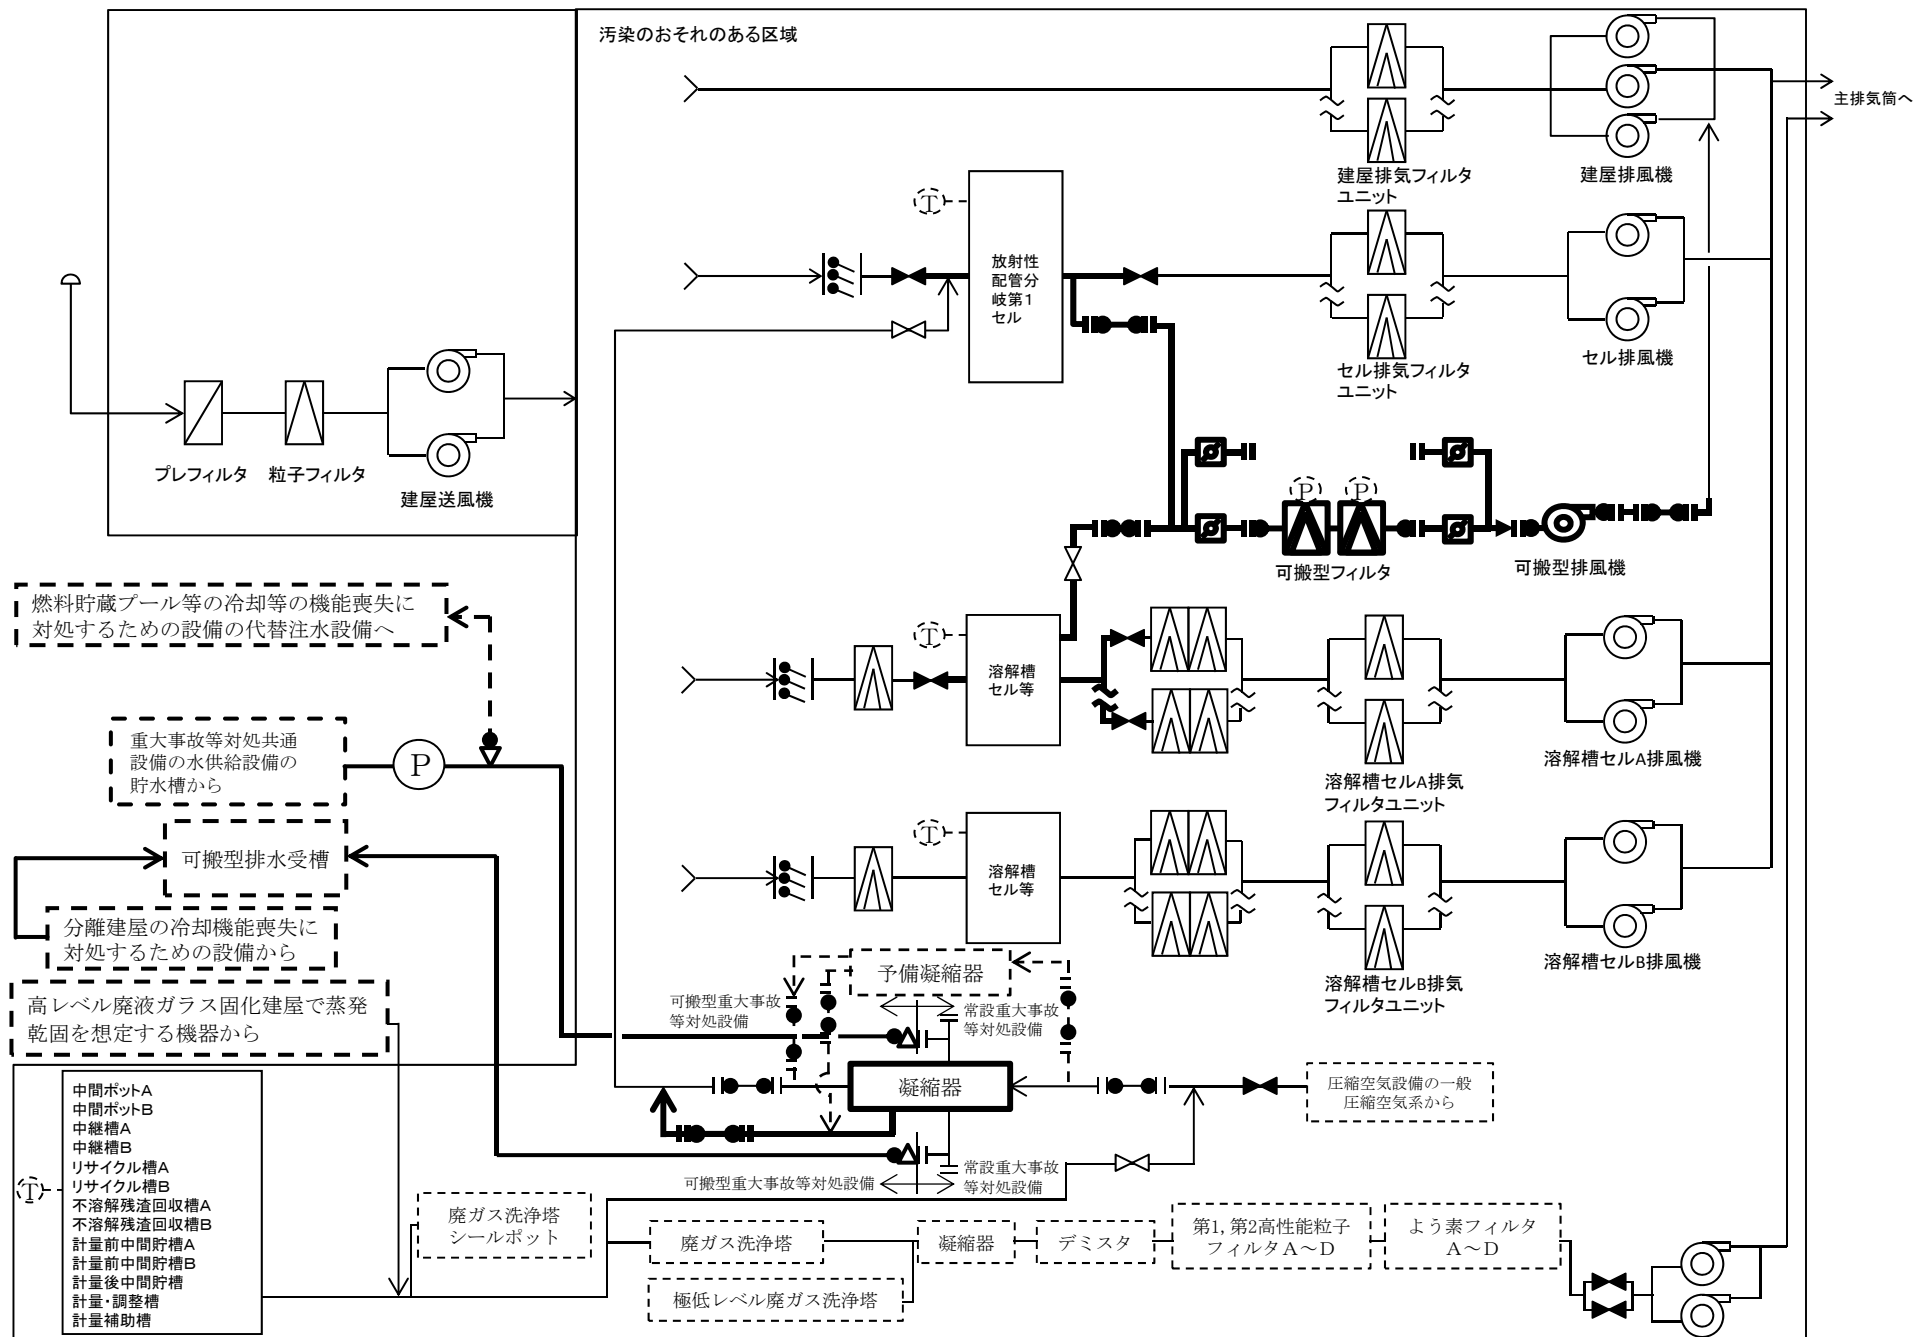 汚染のおそれのある区域
主排気筒へ
建屋排気フィルタ
ユニット
建屋排風機
T
放射性
配管分
岐第1
セル
セル排気フィルタ
ユニット
セル排風機
プレフィルタ
粒子フィルタ
建屋送風機
P
P
可搬型フィルタ
可搬型排風機
燃料貯蔵プール等の冷却等の機能喪失に
対処するための設備の代替注水設備へ
T
溶解槽
セル等
溶解槽セルA排気
フィルタユニット
溶解槽セルA排風機
重大事故等対処共通
設備の水供給設備の
貯水槽から
P
可搬型排水受槽
T
溶解槽
セル等
溶解槽セルB排気
フィルタユニット
溶解槽セルB排風機
分離建屋の冷却機能喪失に
対処するための設備から
高レベル廃液ガラス固化建屋で蒸発
乾固を想定する機器から
予備凝縮器
可搬型重大事故
等対処設備
常設重大事故
等対処設備
凝縮器
圧縮空気設備の一般
圧縮空気系から
可搬型重大事故等対処設備
常設重大事故
等対処設備
T
中間ポットA
中間ポットB
中継槽A
中継槽B
リサイクル槽A
リサイクル槽B
不溶解残渣回収槽A
不溶解残渣回収槽B
計量前中間貯槽A
計量前中間貯槽B
計量後中間貯槽
計量・調整槽
計量補助槽
廃ガス洗浄塔
シールポット
廃ガス洗浄塔
凝縮器
デミスタ
第1,第2高性能粒子
フィルタA～D
よう素フィルタ
A～D
極低レベル廃ガス洗浄塔